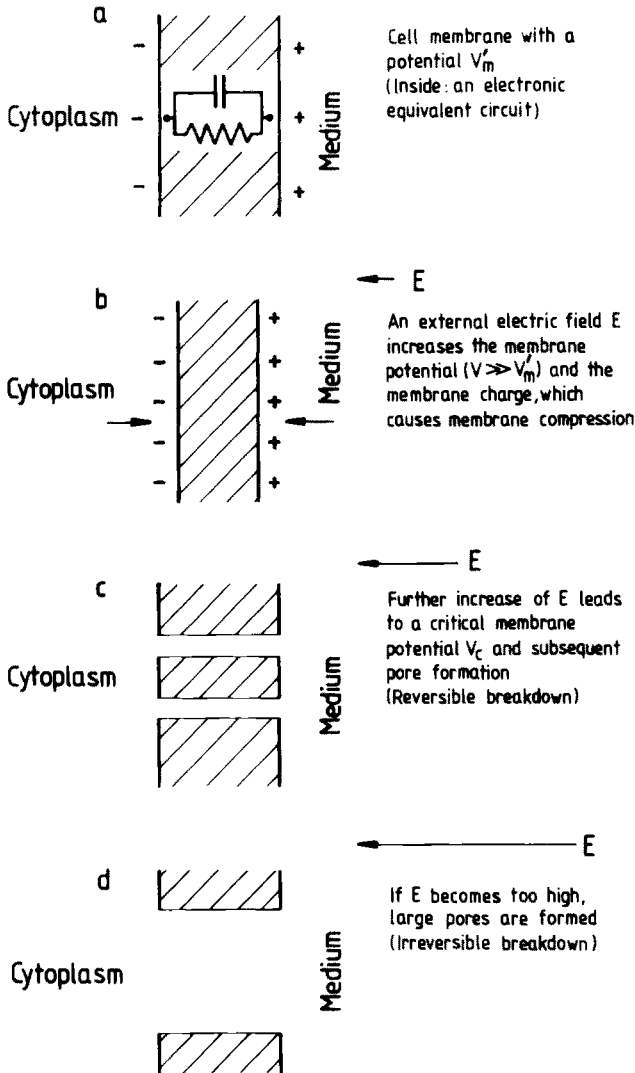 a
Cytoplasm
Medium
Cell membrane with a
potential V'm
(Inside: an electronic
equivalent circuit)
- - -
+ + +
b
E
Cytoplasm
Medium
An external electric field E
increases the membrane
potential (V≫V'm) and the
membrane charge, which
causes membrane compression
- - - - -
+ + + + +
c
E
Cytoplasm
Medium
Further increase of E leads
to a critical membrane
potential Vc and subsequent
pore formation
(Reversible breakdown)
d
E
Cytoplasm
Medium
If E becomes too high,
large pores are formed
(Irreversible breakdown)